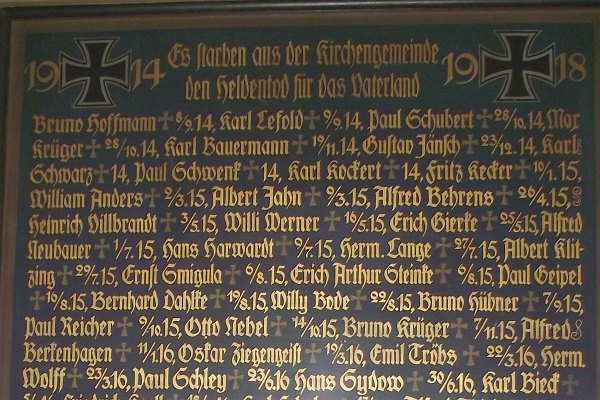 Es starben aus der Kirchengemeinde
1914 den Heldentod für das Vaterland 1918
Bruno Hoffmann + 8/9.14, Karl Lefold + 9/9.14, Paul Schubert + 28/10.14, Max
Krüger + 28/10.14, Karl Bauermann + 19/11.14, Gustav Jänsch + 23/12.14, Karl
Schwarz + 14, Paul Schwenk + 14, Karl Kockert + 14, Fritz Kecker + 19/1.15,
William Anders + 2/3.15, Albert Jahn + 9/3.15, Alfred Behrens + 26/4.15,
Heinrich Villbrandt + 3/5.15, Willi Werner + 16/5.15, Erich Gierke + 25/5.15, Alfred
Neubauer + 1/7.15, Hans Harwardt + 9/7.15, Herm. Lange + 27/7.15, Albert Klit-
zing + 29/7.15, Ernst Smigula + 6/8.15, Erich Arthur Steinke + 6/8.15, Paul Geipel
+ 16/8.15, Bernhard Dahlke + 19/8.15, Willy Bode + 22/8.15, Bruno Hübner + 7/9.15,
Paul Reicher + 9/10.15, Otto Nebel + 14/10.15, Bruno Krüger + 7/11.15, Alfred
Berkenhagen + 11/1.16, Oskar Ziegengeist + 19/3.16, Emil Tröbs + 22/3.16, Herm.
Wolff + 22/3.16, Paul Schley + 23/6.16 Hans Sydow + 30/6.16, Karl Bieck +